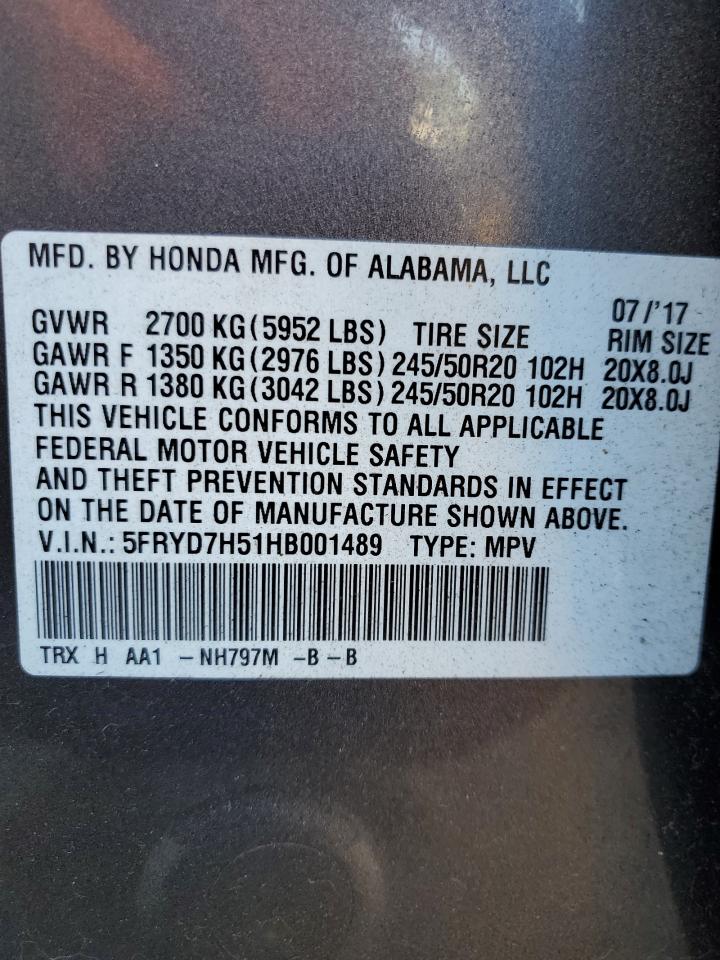 MFD. BY HONDA MFG. OF ALABAMA, LLC
07/'17
GVWR 2700 KG(5952 LBS) TIRE SIZE RIM SIZE
GAWR F 1350 KG(2976 LBS) 245/50R20 102H 20X8.0J
GAWR R 1380 KG(3042 LBS) 245/50R20 102H 20X8.0J
THIS VEHICLE CONFORMS TO ALL APPLICABLE
FEDERAL MOTOR VEHICLE SAFETY
AND THEFT PREVENTION STANDARDS IN EFFECT
ON THE DATE OF MANUFACTURE SHOWN ABOVE.
V.I.N.: 5FRYD7H51HB001489 TYPE: MPV
TRX H AA1 -NH797M -B-B